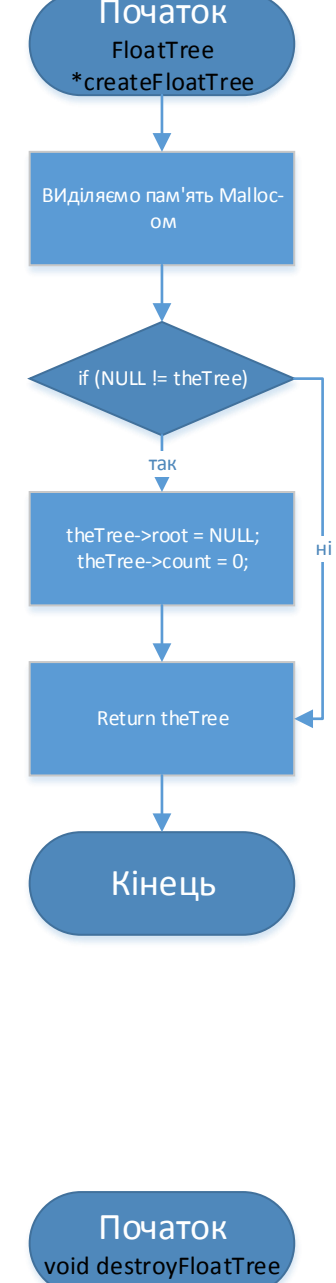 Початок
FloatTree
*createFloatTree
ВИділяємо пам'ять Malloc-
ом
if (NULL != theTree)
так
ні
theTree->root = NULL;
theTree->count = 0;
Return theTree
Кінець
Початок
void destroyFloatTree